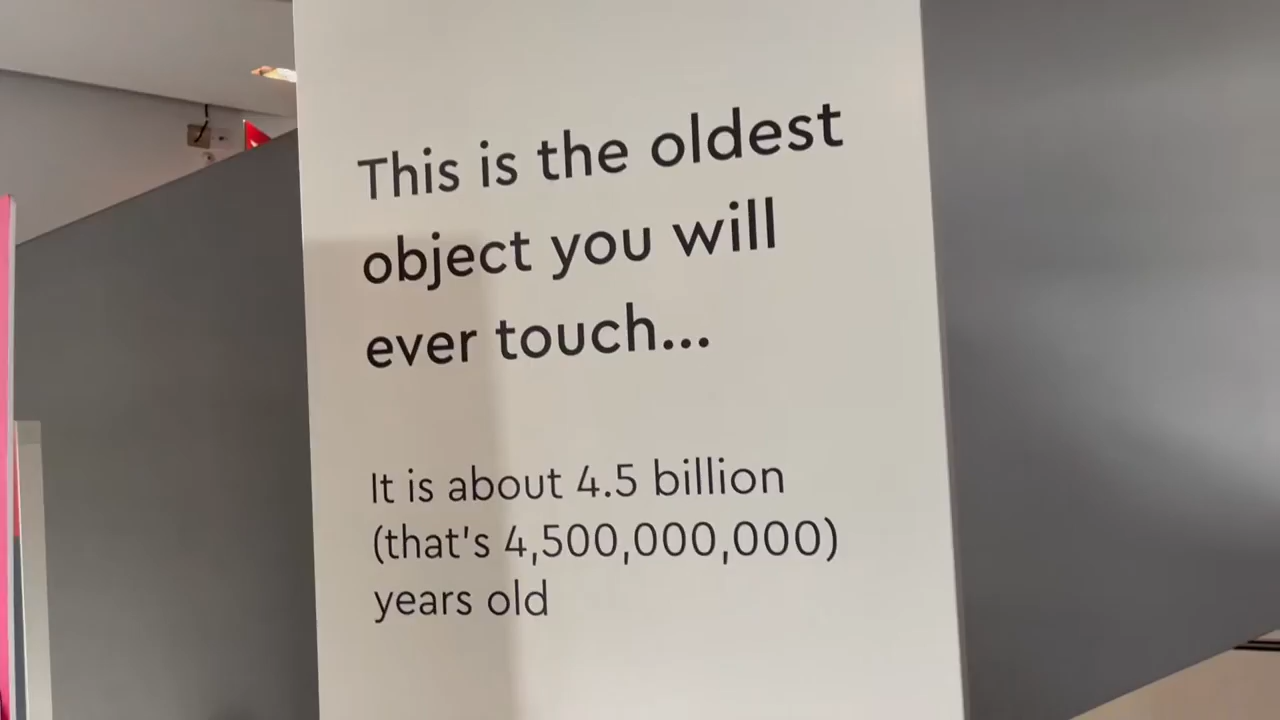 This is the oldest
object you will
ever touch...
It is about 4.5 billion
(that's 4,500,000,000)
years old